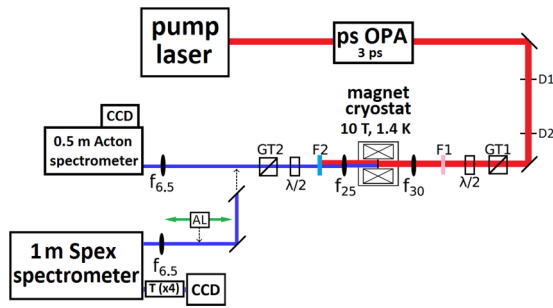 pump
laser
ps OPA
3 ps
D1
magnet
cryostat
10 T, 1.4 K
D2
CCD
0.5 m Acton
spectrometer
GT2
F2
F1
GT1
λ/2
f25
f30
λ/2
f6.5
AL
1 m Spex
spectrometer
f6.5
T (x4)
CCD